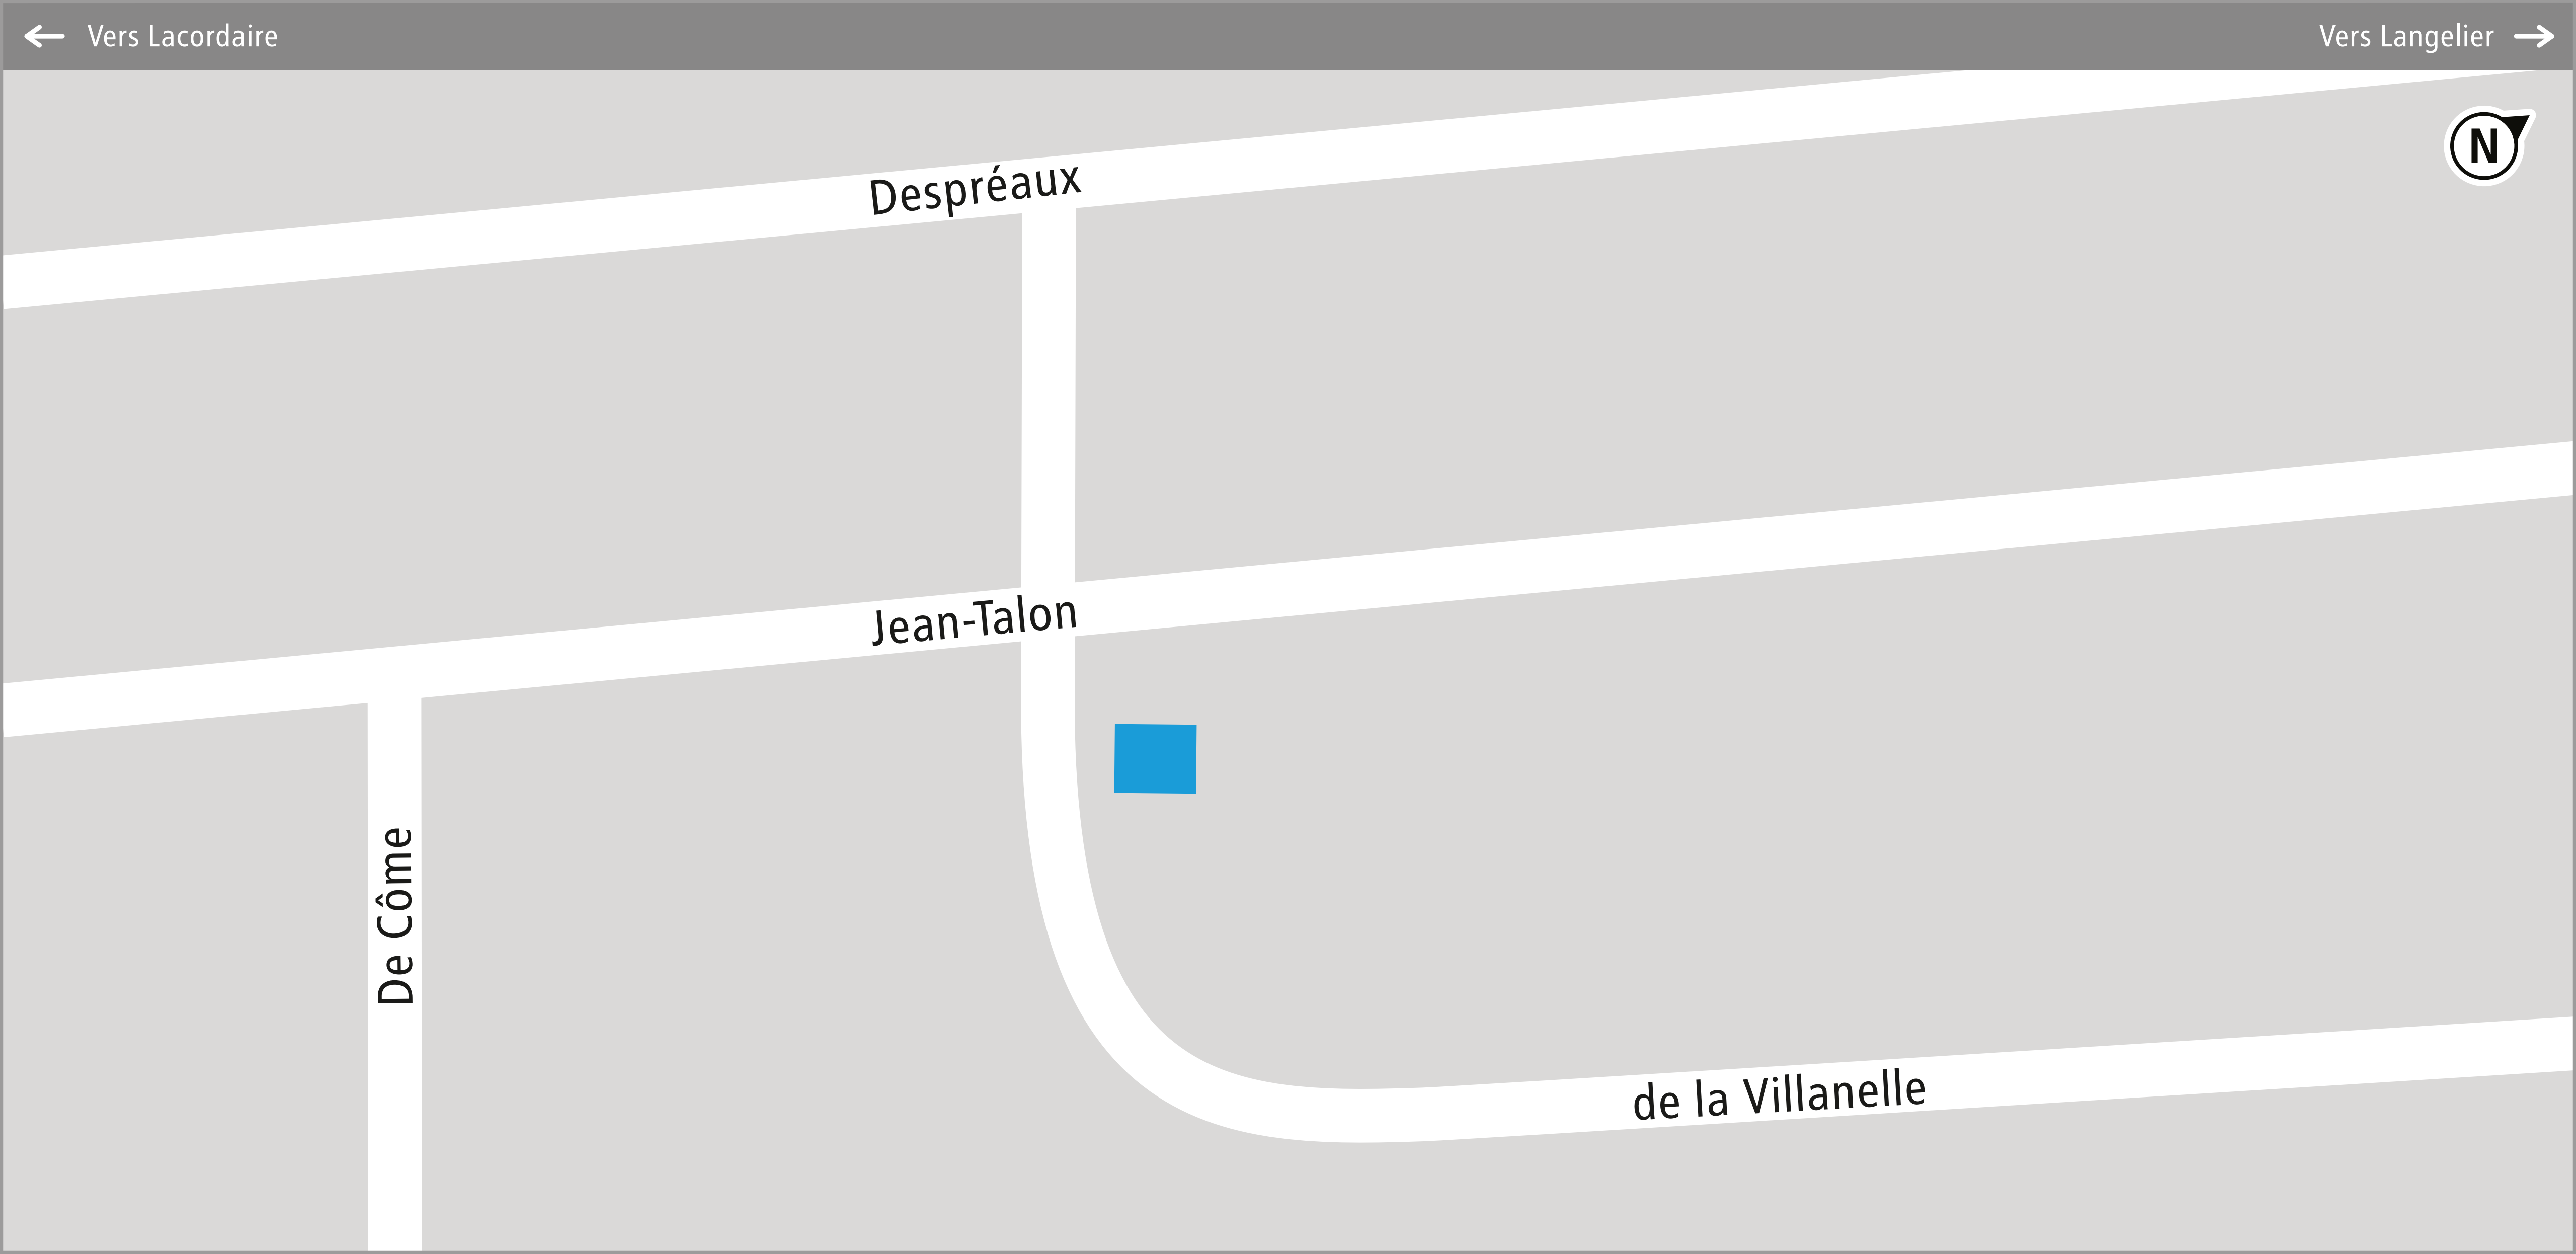 Vers Lacordaire
Vers Langelier
N
Despréaux
Jean-Talon
De Côme
de la Villanelle